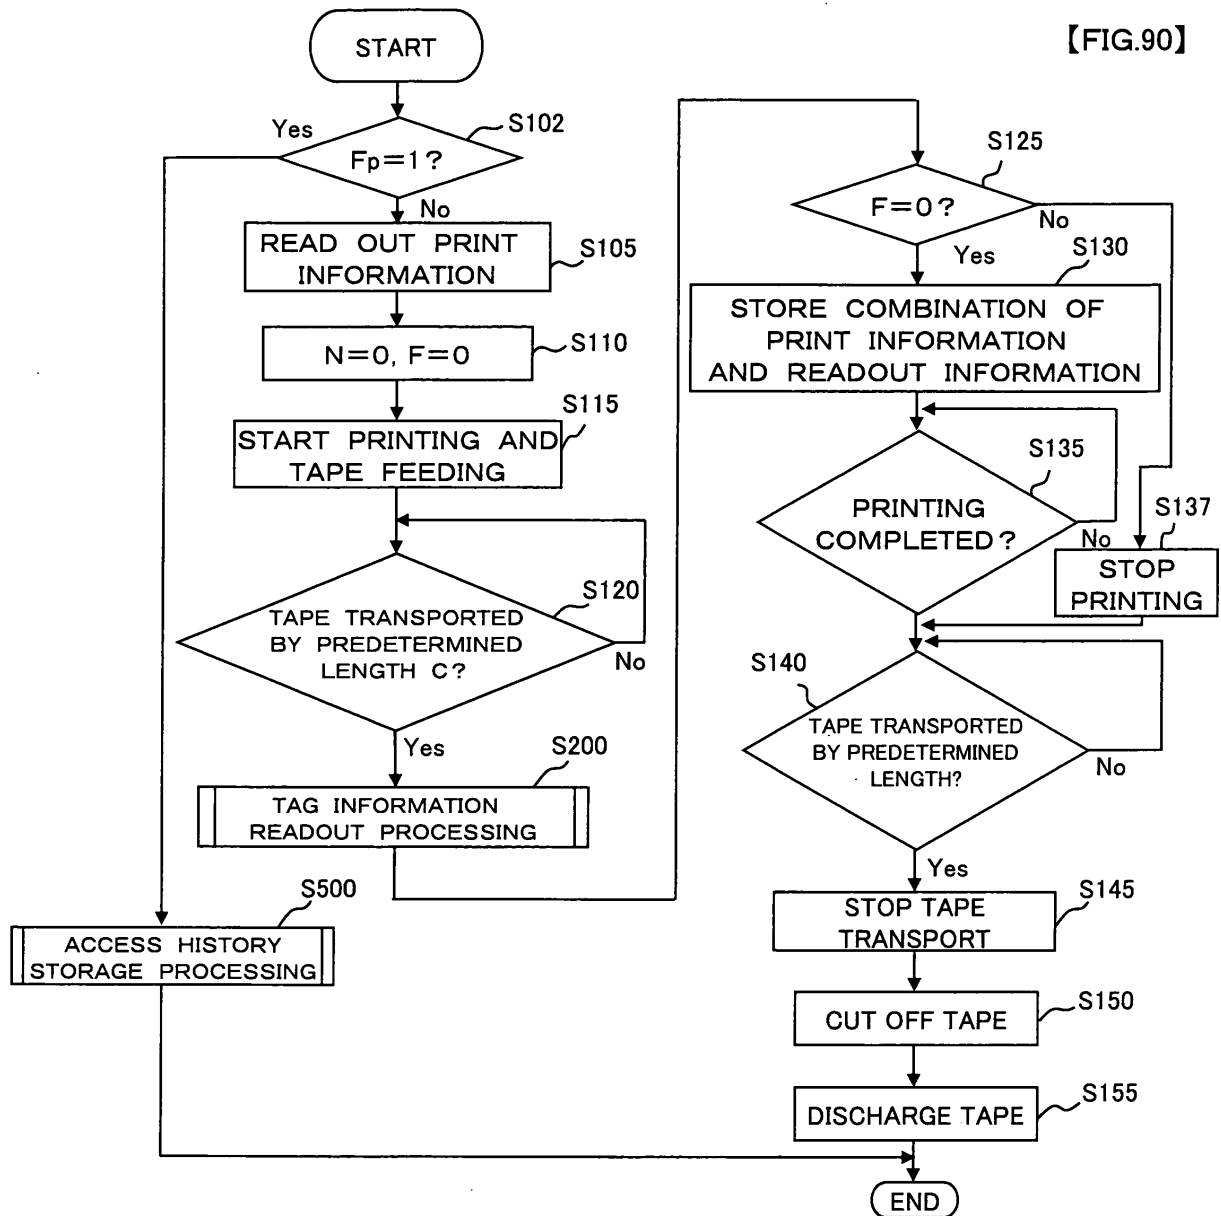 【FIG.90】
START
S102
Yes
Fp=1?
No
READ OUT PRINT
INFORMATION
S105
N=0, F=0
S110
S115
START PRINTING AND
TAPE FEEDING
S120
TAPE TRANSPORTED
BY PREDETERMINED
LENGTH C?
No
Yes
S200
TAG INFORMATION
READOUT PROCESSING
S500
ACCESS HISTORY
STORAGE PROCESSING
S125
F=0?
No
Yes
S130
STORE COMBINATION OF
PRINT INFORMATION
AND READOUT INFORMATION
S135
PRINTING
COMPLETED?
No
S137
STOP
PRINTING
S140
TAPE TRANSPORTED
BY PREDETERMINED
LENGTH?
No
Yes
S145
STOP TAPE
TRANSPORT
S150
CUT OFF TAPE
S155
DISCHARGE TAPE
END